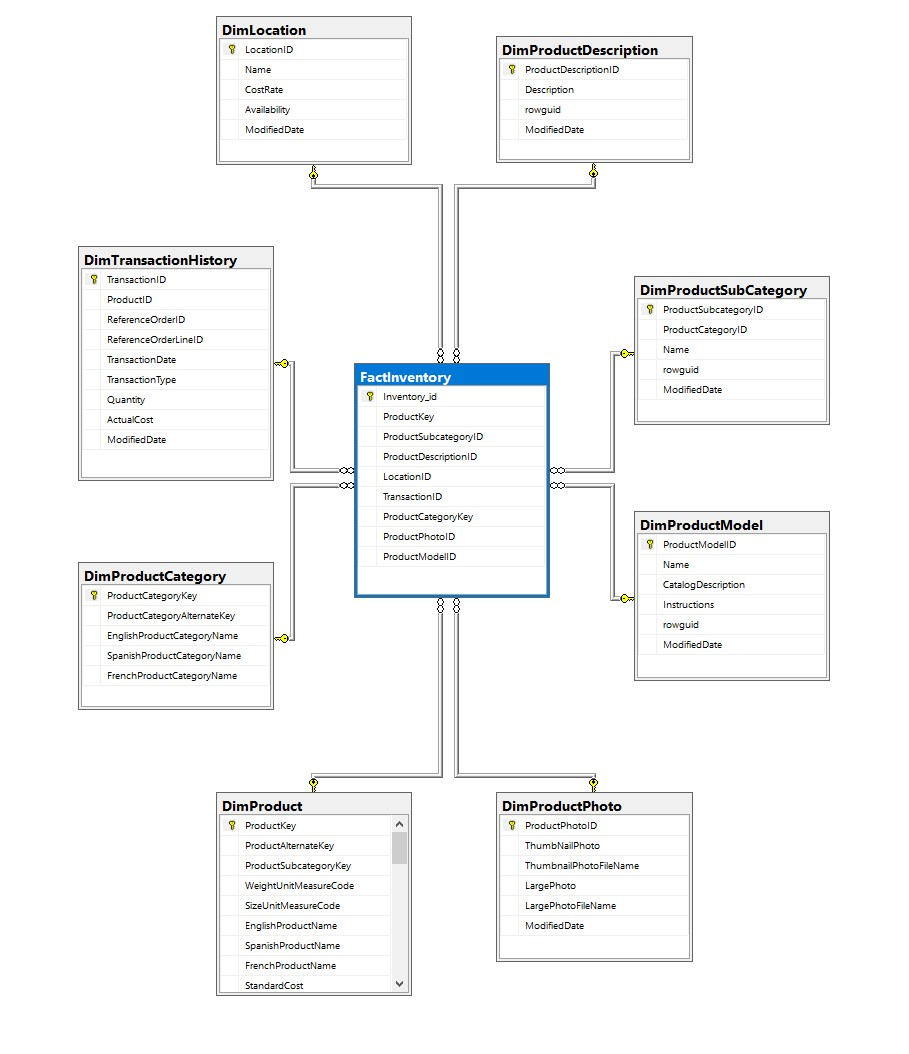 DimLocation
LocationID
Name
CostRate
Availability
ModifiedDate
DimProductDescription
ProductDescriptionID
Description
rowguid
ModifiedDate
DimTransactionHistory
TransactionID
ProductID
ReferenceOrderID
ReferenceOrderLineID
TransactionDate
TransactionType
Quantity
ActualCost
ModifiedDate
DimProductSubCategory
ProductSubcategoryID
ProductCategoryID
Name
rowguid
ModifiedDate
FactInventory
Inventory_id
ProductKey
ProductSubcategoryID
ProductDescriptionID
LocationID
TransactionID
ProductCategoryKey
ProductPhotoID
ProductModelID
DimProductModel
ProductModelID
Name
CatalogDescription
Instructions
rowguid
ModifiedDate
DimProductCategory
ProductCategoryKey
ProductCategoryAlternateKey
EnglishProductCategoryName
SpanishProductCategoryName
FrenchProductCategoryName
DimProduct
ProductKey
ProductAlternateKey
ProductSubcategoryKey
WeightUnitMeasureCode
SizeUnitMeasureCode
EnglishProductName
SpanishProductName
FrenchProductName
StandardCost
DimProductPhoto
ProductPhotoID
ThumbNailPhoto
ThumbnailPhotoFileName
LargePhoto
LargePhotoFileName
ModifiedDate